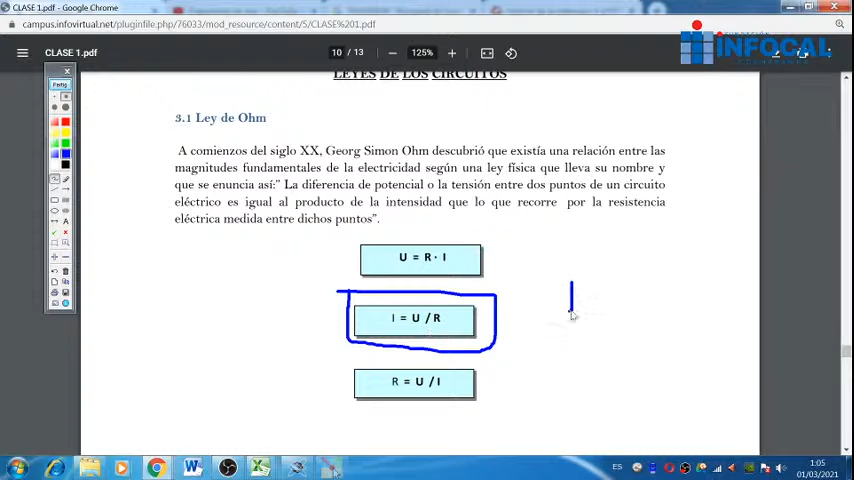 CLASE 1.pdf - Google Chrome
campus.infovirtual.net/pluginfile.php/76033/mod_resource/content/5/CLASE%201.pdf
CLASE 1.pdf
10 / 13
125%
INFOCAL
LEYES DE LOS CIRCUITOS
Fertig
3.1 Ley de Ohm
A comienzos del siglo XX, Georg Simon Ohm descubrió que existía una relación entre las
magnitudes fundamentales de la electricidad según una ley física que lleva su nombre y
que se enuncia así:" La diferencia de potencial o la tensión entre dos puntos de un circuito
eléctrico es igual al producto de la intensidad que lo que recorre por la resistencia
eléctrica medida entre dichos puntos".
U = R · I
I = U / R
R = U / I
ES
1:05
01/03/2021